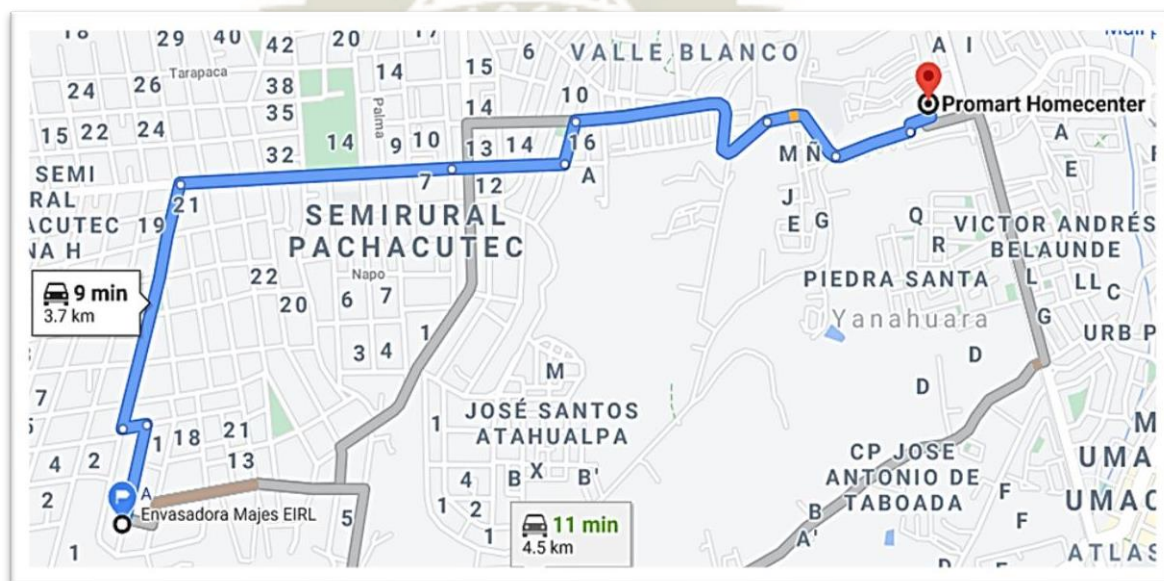 18
29
40
42
20
17
6
VALLE BLANCO
A I
Tarapaca
24
26
38
14
15
10
Promart Homecenter
35
Palma
14
15 22
24
14
9
10
13
14
16
A
32
M Ñ
E
SEMI
RAL
ACUTEC
NA H
21
19
7
12
A
J
E
G
SEMIRURAL
PACHACUTEC
Q
R
VICTOR ANDRÉS
BELAUNDE
9 min
3.7 km
22
20
Napo
6
7
PIEDRA SANTA
L
LL
C
Yanahuara
G
URB P
1
3 4
M
D
D
7
JOSÉ SANTOS
ATAHUALPA
1
1
18
21
4
2
13
B
X
B'
4
CP JOSE
ANTONIO DE
TABOADA
M
UMA
UMAC
2
A
Envasadora Majes EIRL
5
1
2
1
11 min
4.5 km
B
A'
F
F
1
ATLAS